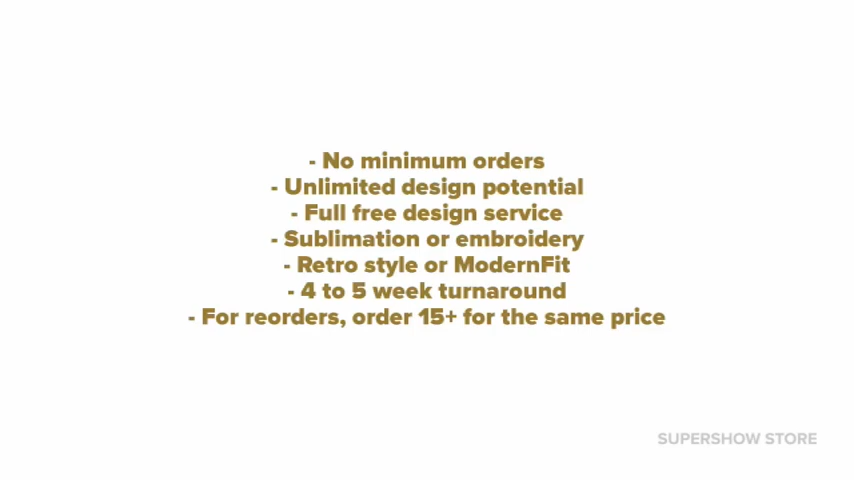 - No minimum orders
- Unlimited design potential
- Full free design service
- Sublimation or embroidery
- Retro style or ModernFit
- 4 to 5 week turnaround
- For reorders, order 15+ for the same price
SUPERSHOW STORE